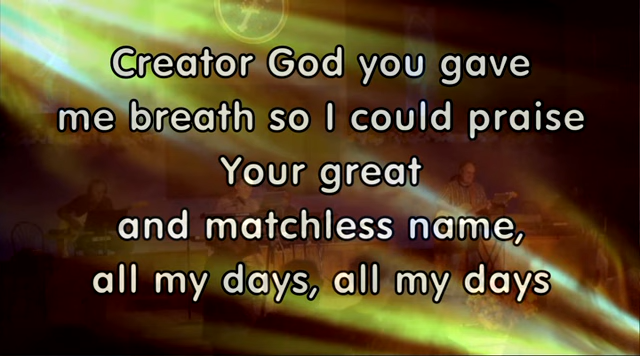 Creator God you gave
me breath so I could praise
Your great
and matchless name,
all my days, all my days